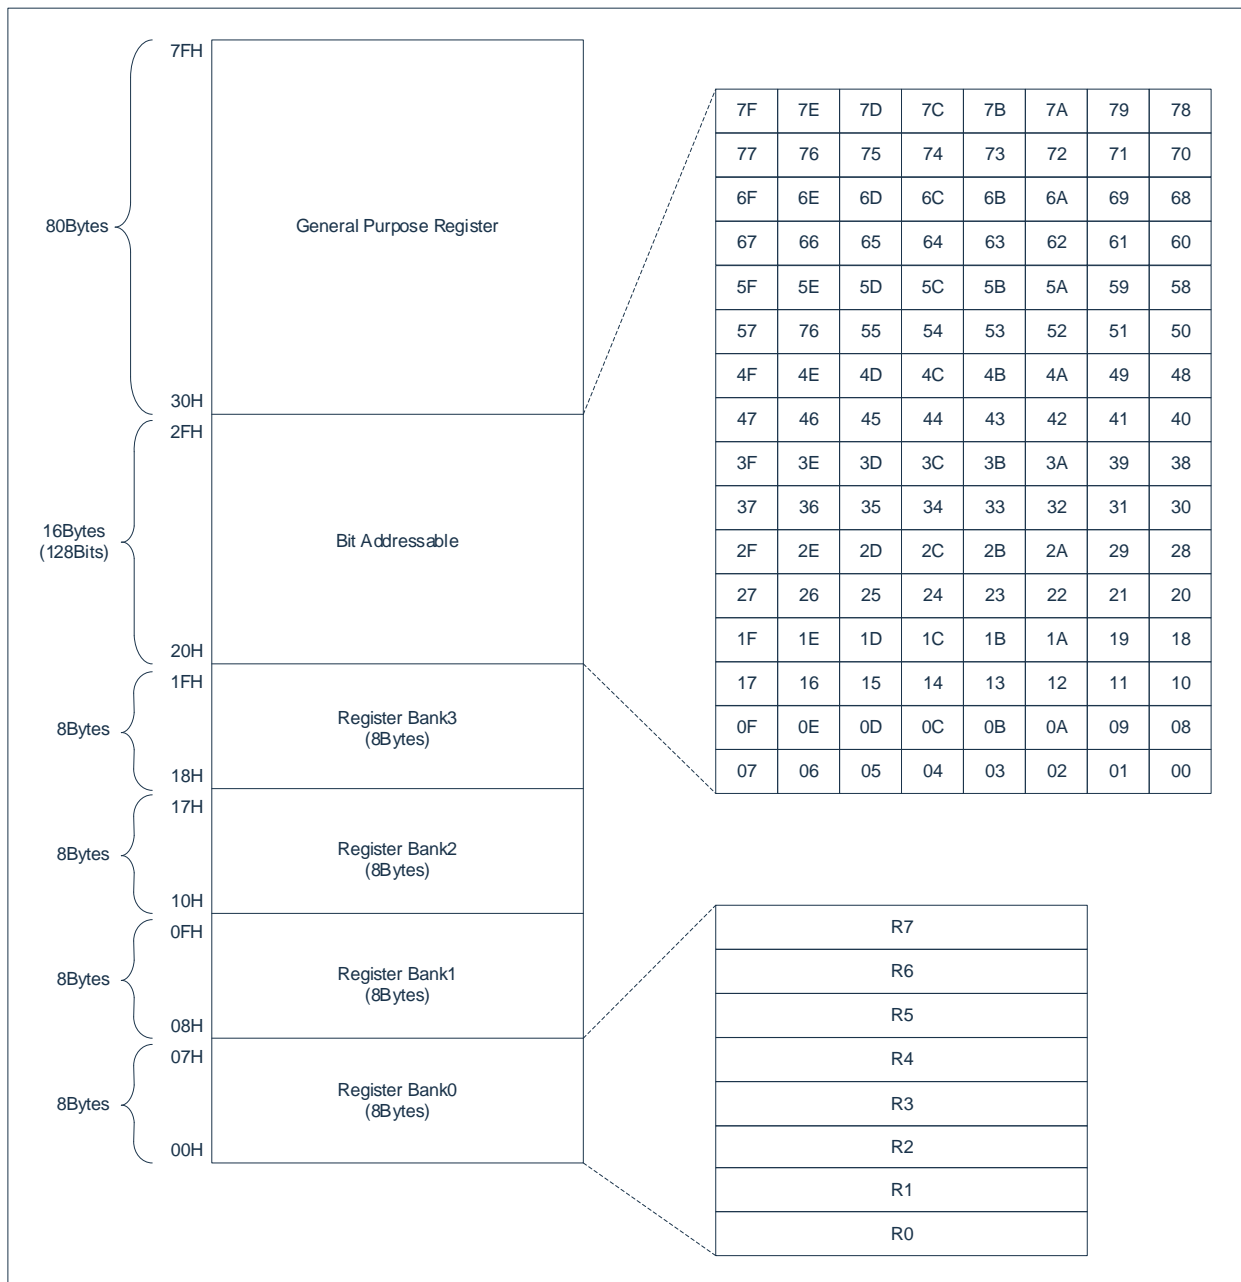 7FH
80Bytes
General Purpose Register
30H
2FH
16Bytes
(128Bits)
Bit Addressable
20H
1FH
8Bytes
Register Bank3
(8Bytes)
18H
17H
8Bytes
Register Bank2
(8Bytes)
10H
0FH
8Bytes
Register Bank1
(8Bytes)
08H
07H
8Bytes
Register Bank0
(8Bytes)
00H
7F 7E 7D 7C 7B 7A 79 78
77 76 75 74 73 72 71 70
6F 6E 6D 6C 6B 6A 69 68
67 66 65 64 63 62 61 60
5F 5E 5D 5C 5B 5A 59 58
57 76 55 54 53 52 51 50
4F 4E 4D 4C 4B 4A 49 48
47 46 45 44 43 42 41 40
3F 3E 3D 3C 3B 3A 39 38
37 36 35 34 33 32 31 30
2F 2E 2D 2C 2B 2A 29 28
27 26 25 24 23 22 21 20
1F 1E 1D 1C 1B 1A 19 18
17 16 15 14 13 12 11 10
0F 0E 0D 0C 0B 0A 09 08
07 06 05 04 03 02 01 00
R7
R6
R5
R4
R3
R2
R1
R0